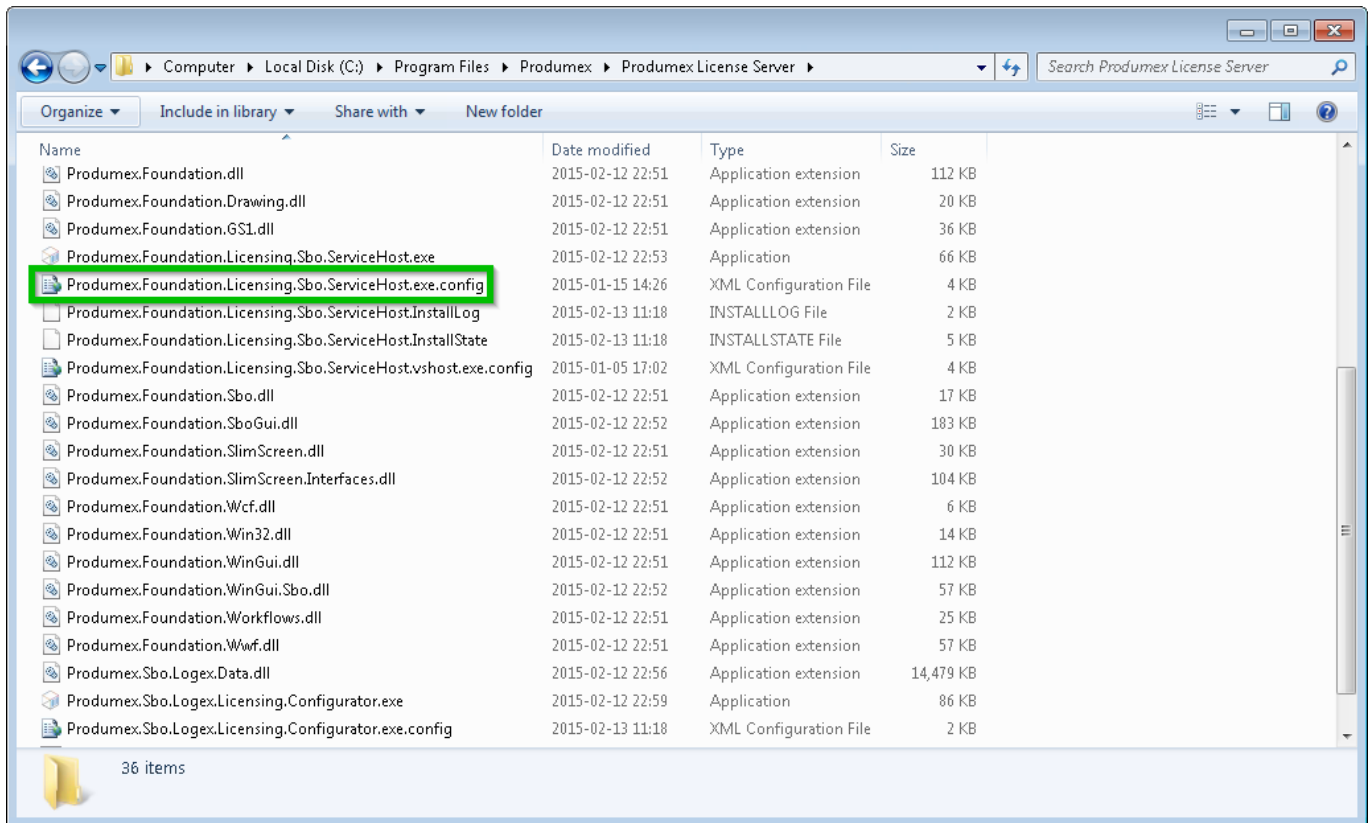 Computer Local Disk (C:) Program Files Produmex Produmex License Server Search Produmex License Server
Organize Include in library Share with New folder
Name Date modified Type Size
Produmex.Foundation.dll 2015-02-12 22:51 Application extension 112 KB
Produmex.Foundation.Drawing.dll 2015-02-12 22:51 Application extension 20 KB
Produmex.Foundation.GS1.dll 2015-02-12 22:51 Application extension 36 KB
Produmex.Foundation.Licensing.Sbo.ServiceHost.exe 2015-02-12 22:53 Application 66 KB
Produmex.Foundation.Licensing.Sbo.ServiceHost.exe.config 2015-01-15 14:26 XML Configuration File 4 KB
Produmex.Foundation.Licensing.Sbo.ServiceHost.InstallLog 2015-02-13 11:18 INSTALLLOG File 2 KB
Produmex.Foundation.Licensing.Sbo.ServiceHost.InstallState 2015-02-13 11:18 INSTALLSTATE File 5 KB
Produmex.Foundation.Licensing.Sbo.ServiceHost.vshost.exe.config 2015-01-05 17:02 XML Configuration File 4 KB
Produmex.Foundation.Sbo.dll 2015-02-12 22:51 Application extension 17 KB
Produmex.Foundation.SboGui.dll 2015-02-12 22:52 Application extension 183 KB
Produmex.Foundation.SlimScreen.dll 2015-02-12 22:51 Application extension 30 KB
Produmex.Foundation.SlimScreen.Interfaces.dll 2015-02-12 22:52 Application extension 104 KB
Produmex.Foundation.Wcf.dll 2015-02-12 22:51 Application extension 6 KB
Produmex.Foundation.Win32.dll 2015-02-12 22:51 Application extension 14 KB
Produmex.Foundation.WinGui.dll 2015-02-12 22:51 Application extension 112 KB
Produmex.Foundation.WinGui.Sbo.dll 2015-02-12 22:52 Application extension 57 KB
Produmex.Foundation.Workflows.dll 2015-02-12 22:51 Application extension 25 KB
Produmex.Foundation.Wwf.dll 2015-02-12 22:51 Application extension 57 KB
Produmex.Sbo.Logex.Data.dll 2015-02-12 22:56 Application extension 14,479 KB
Produmex.Sbo.Logex.Licensing.Configurator.exe 2015-02-12 22:59 Application 86 KB
Produmex.Sbo.Logex.Licensing.Configurator.exe.config 2015-02-13 11:18 XML Configuration File 2 KB
36 items